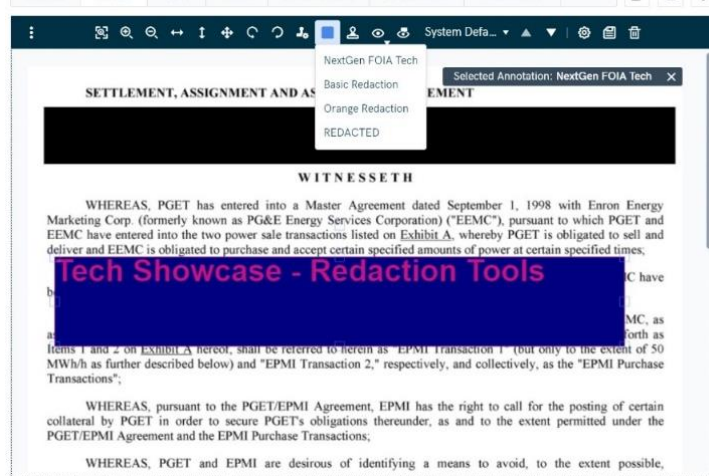 System Defa...
NextGen FOIA Tech
Basic Redaction
Orange Redaction
REDACTED
Selected Annotation: NextGen FOIA Tech X
SETTLEMENT, ASSIGNMENT AND AS EMENT
WITNESSETH
WHEREAS, PGET has entered into a Master Agreement dated September 1, 1998 with Enron Energy
Marketing Corp. (formerly known as PG&E Energy Services Corporation) ("EEMC"), pursuant to which PGET and
EEMC have entered into the two power sale transactions listed on Exhibit A, whereby PGET is obligated to sell and
deliver and EEMC is obligated to purchase and accept certain specified amounts of power at certain specified times;
Tech Showcase - Redaction Tools
C have
b
MC, as
as forth as
Items 1 and 2 on Exhibit A hereof, shall be referred to herein as "EPMI Transaction 1" (but only to the extent of 50
MWh/h as further described below) and "EPMI Transaction 2," respectively, and collectively, as the "EPMI Purchase
Transactions";
WHEREAS, pursuant to the PGET/EPMI Agreement, EPMI has the right to call for the posting of certain
collateral by PGET in order to secure PGET's obligations thereunder, as and to the extent permitted under the
PGET/EPMI Agreement and the EPMI Purchase Transactions;
WHEREAS, PGET and EPMI are desirous of identifying a means to avoid, to the extent possible,